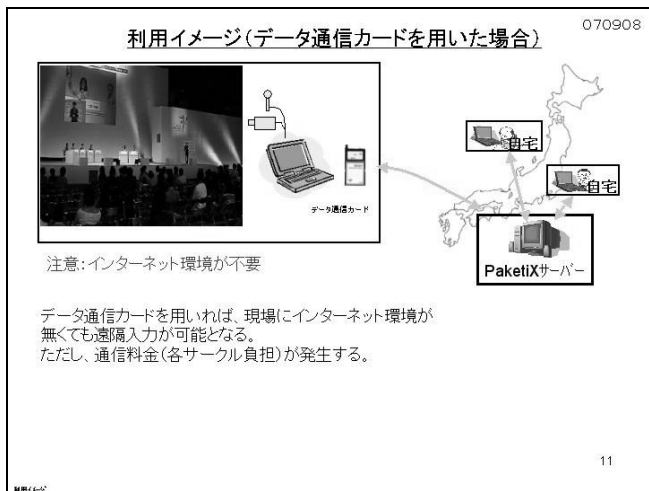 070908
利用イメージ(データ通信カードを用いた場合)
データ通信カード
自宅
自宅
PaketiXサーバー
注意:インターネット環境が不要
データ通信カードを用いれば、現場にインターネット環境が
無くても遠隔入力が可能となる。
ただし、通信料金(各サークル負担)が発生する。
11
利用イメージ